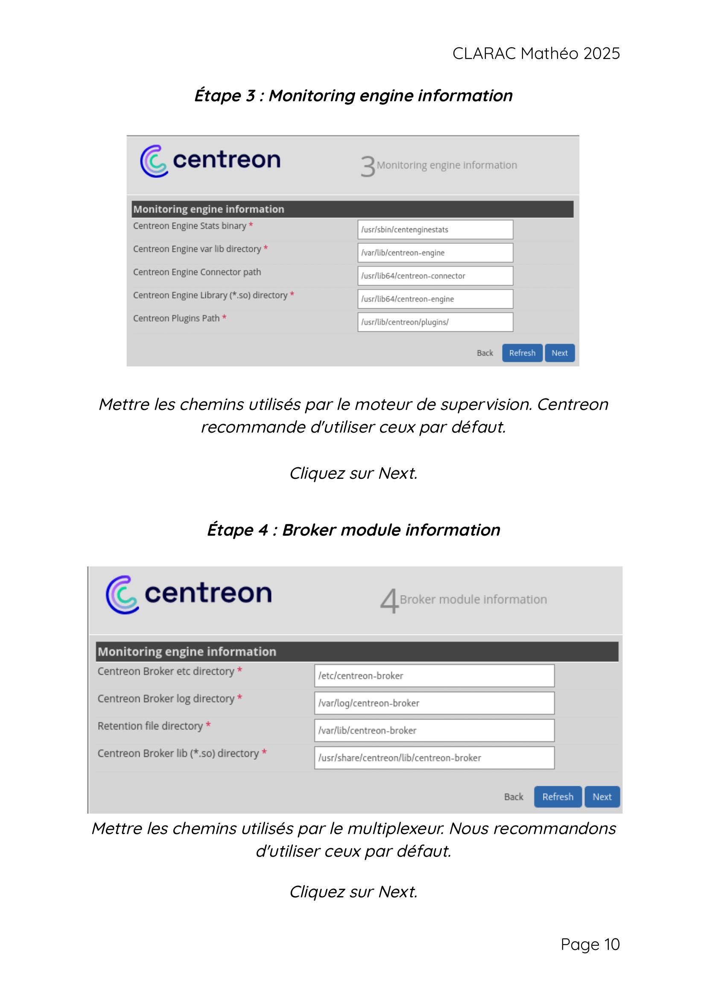 CLARAC Mathéo 2025
Étape 3 : Monitoring engine information
centreon
3 Monitoring engine information
Monitoring engine information
Centreon Engine Stats binary * /usr/sbin/centenginestats
Centreon Engine var lib directory * /var/lib/centreon-engine
Centreon Engine Connector path /usr/lib64/centreon-connector
Centreon Engine Library (*.so) directory * /usr/lib64/centreon-engine
Centreon Plugins Path * /usr/lib/centreon/plugins/
Back Refresh Next
Mettre les chemins utilisés par le moteur de supervision. Centreon
recommande d'utiliser ceux par défaut.
Cliquez sur Next.
Étape 4 : Broker module information
centreon
4 Broker module information
Monitoring engine information
Centreon Broker etc directory * /etc/centreon-broker
Centreon Broker log directory * /var/log/centreon-broker
Retention file directory * /var/lib/centreon-broker
Centreon Broker lib (*.so) directory * /usr/share/centreon/lib/centreon-broker
Back Refresh Next
Mettre les chemins utilisés par le multiplexeur. Nous recommandons
d'utiliser ceux par défaut.
Cliquez sur Next.
Page 10